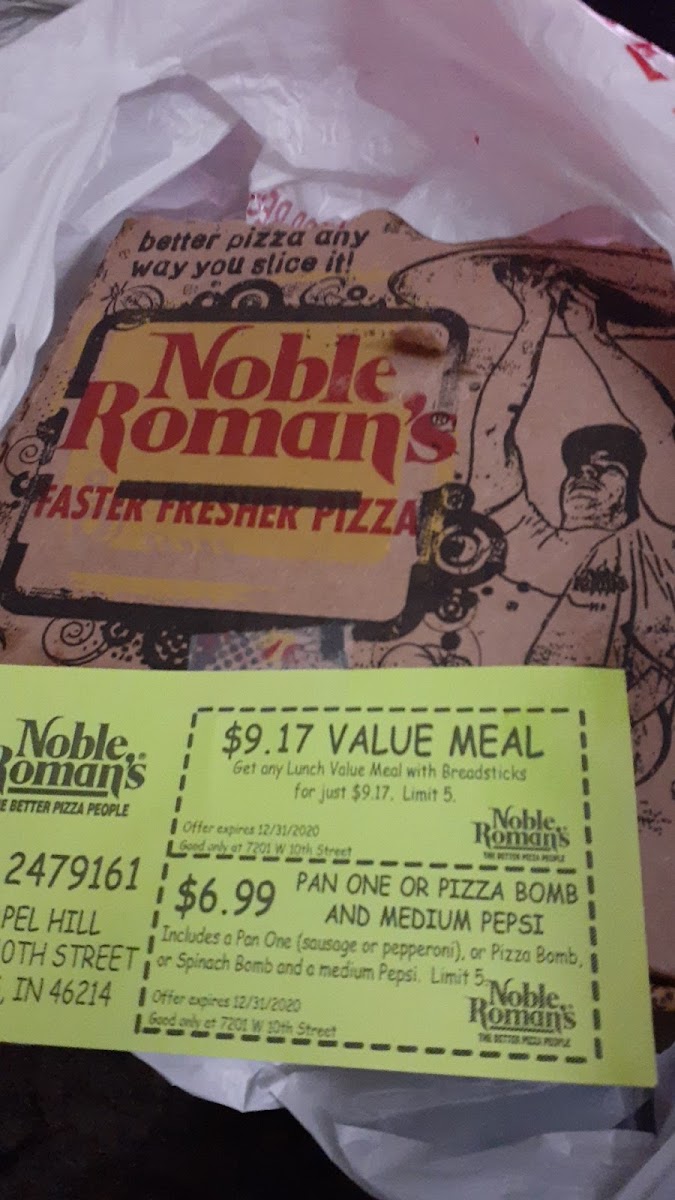 better pizza any
way you slice it!
Noble
Roman's
FASTER FRESHER PIZZA
Noble
Roman's®
E BETTER PIZZA PEOPLE
2479161
PEL HILL
0TH STREET
, IN 46214
$9.17 VALUE MEAL
Get any Lunch Value Meal with Breadsticks
for just $9.17. Limit 5.
Offer expires 12/31/2020
Good only at 7201 W 10th Street
Noble
Roman's
THE BETTER PIZZA PEOPLE
$6.99
PAN ONE OR PIZZA BOMB
AND MEDIUM PEPSI
Includes a Pan One (sausage or pepperoni), or Pizza Bomb,
or Spinach Bomb and a medium Pepsi. Limit 5.
Offer expires 12/31/2020
Good only at 7201 W 10th Street
Noble
Roman's
THE BETTER PIZZA PEOPLE